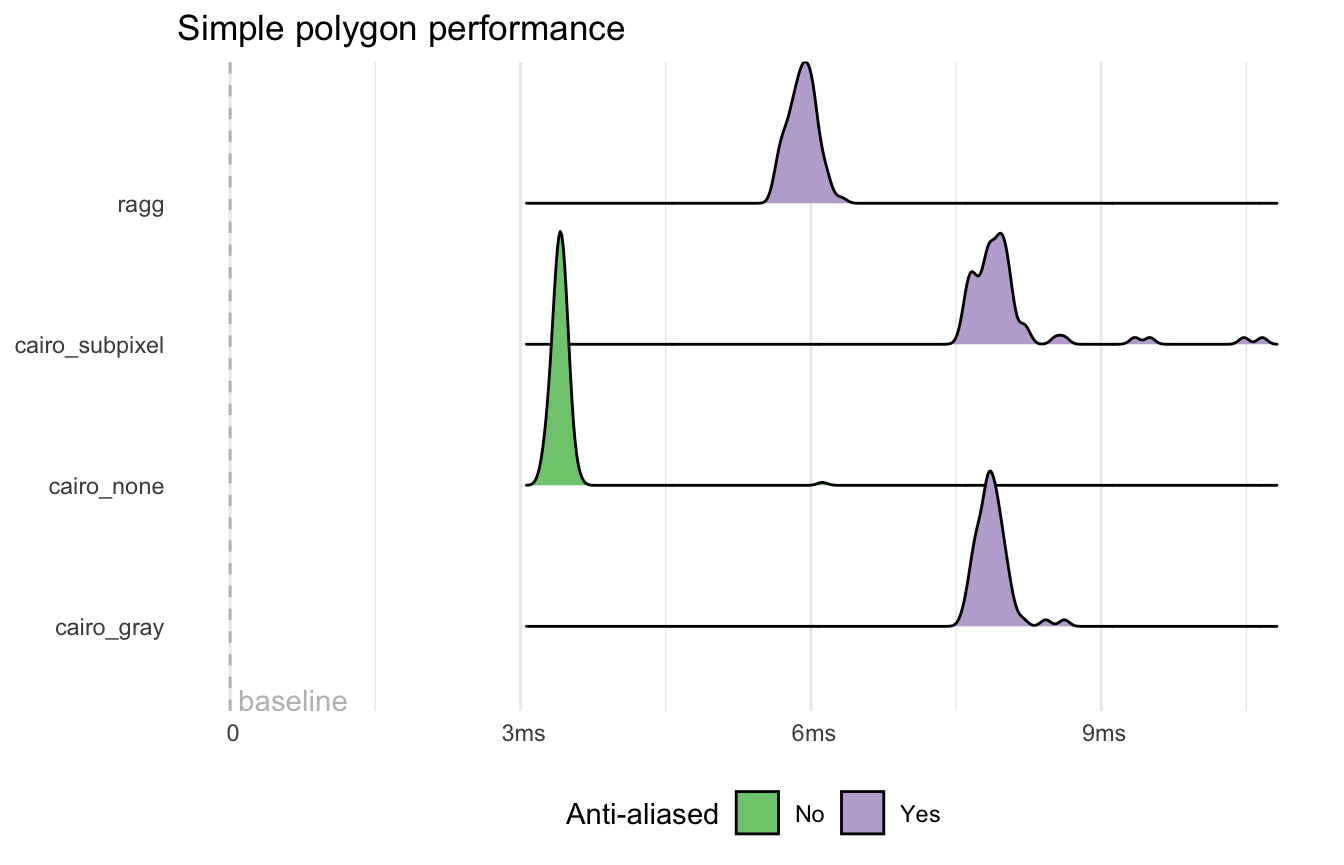 Simple polygon performance
ragg
cairo_subpixel
cairo_none
cairo_gray
baseline
0 3ms 6ms 9ms
Anti-aliased No Yes